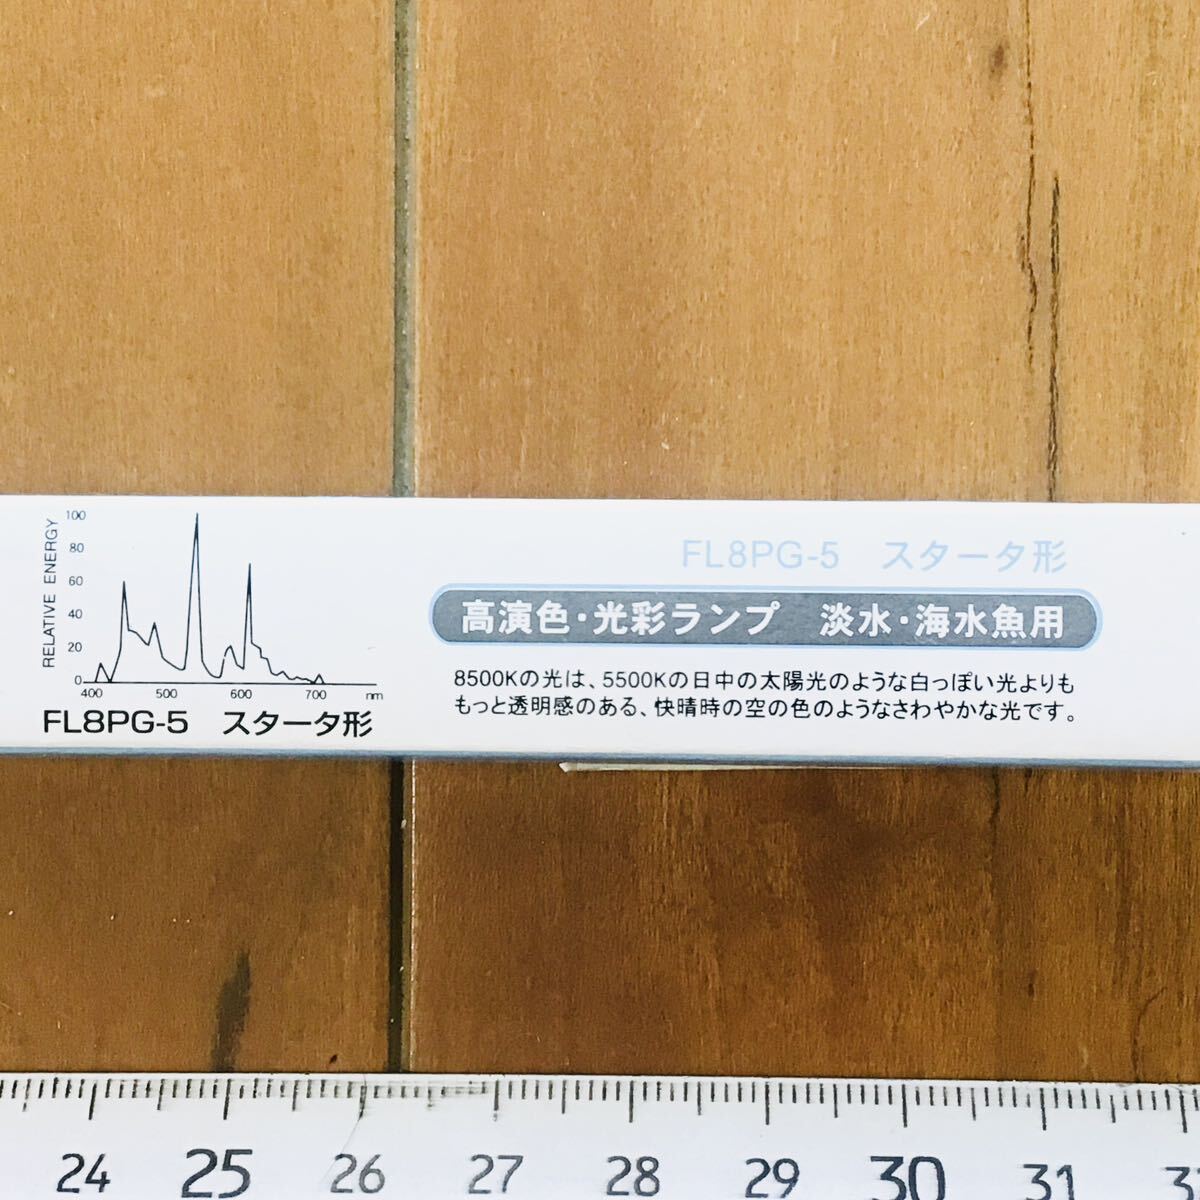 RELATIVE ENERGY
100
80
60
40
20
0
400 500 600 700 nm
FL8PG-5 スタータ形
FL8PG-5 スタータ形
高演色・光彩ランプ 淡水・海水魚用
8500Kの光は、5500Kの日中の太陽光のような白っぽい光よりも
もっと透明感のある、快晴時の空の色のようなさわやかな光です。
24 25 26 27 28 29 30 31